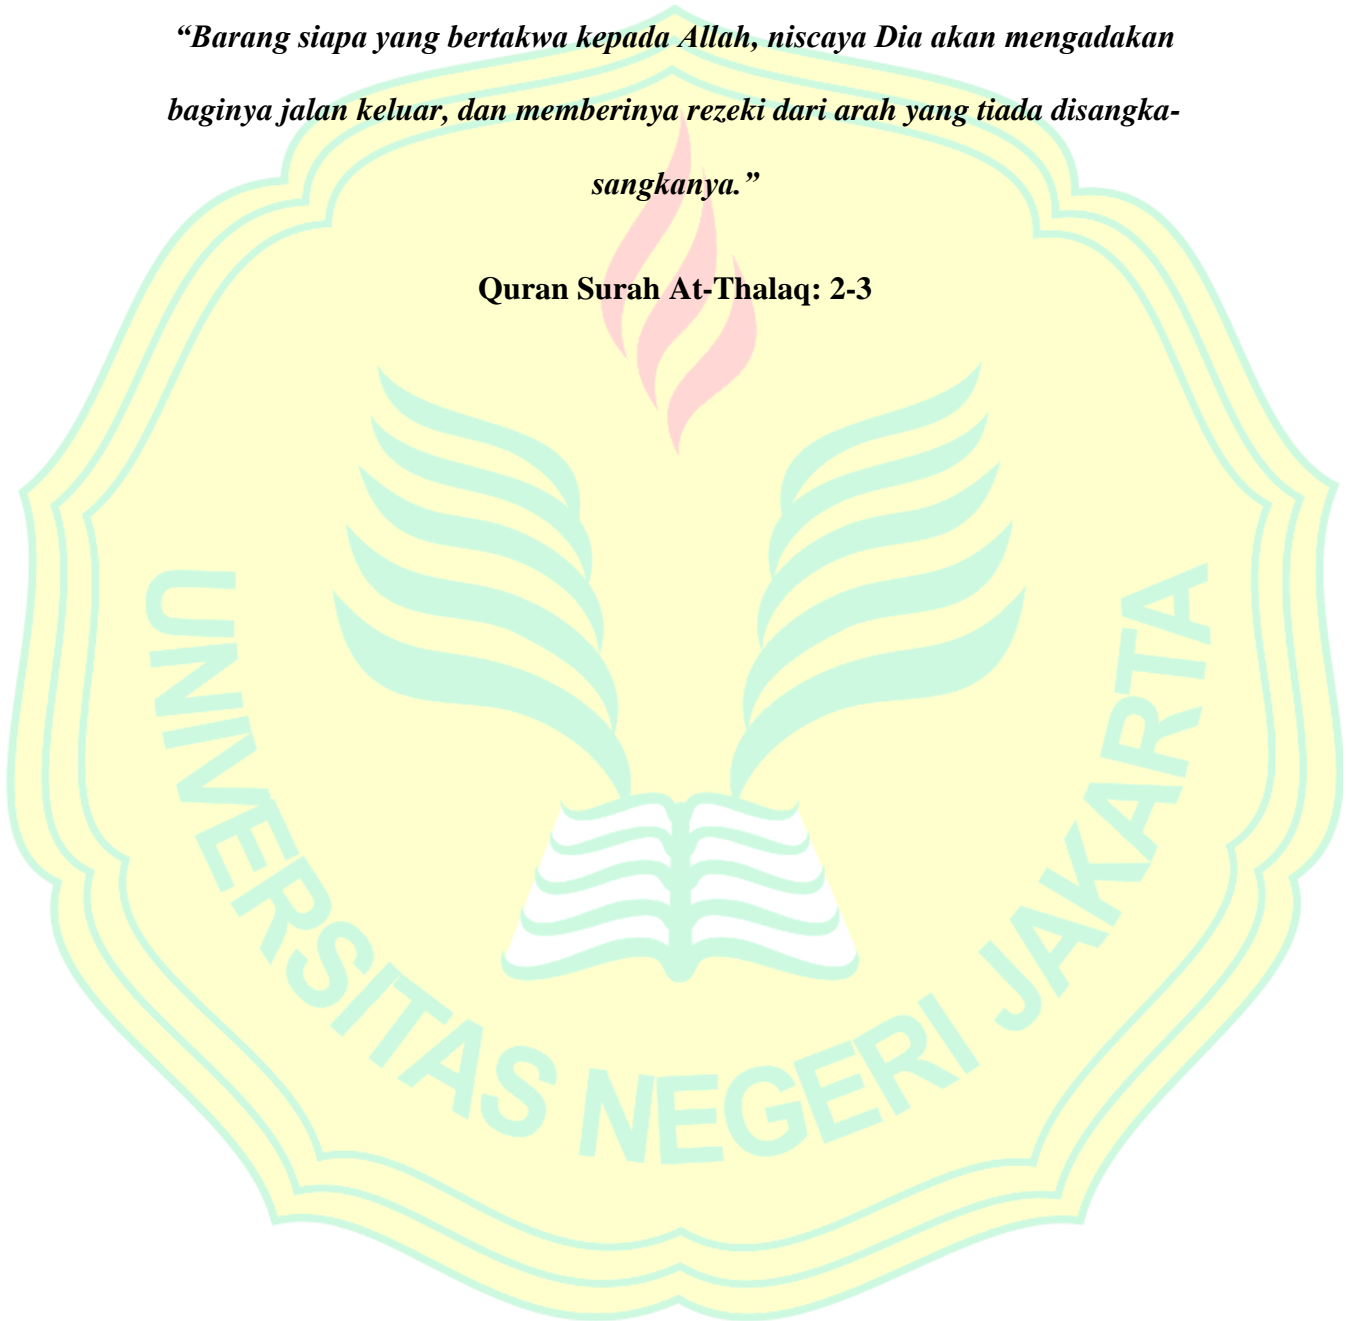 “Barang siapa yang bertakwa kepada Allah, niscaya Dia akan mengadakan
baginya jalan keluar, dan memberinya rezeki dari arah yang tiada disangka-
sangkanya.”
Quran Surah At-Thalaq: 2-3
UNIVERSITAS NEGERI JAKARTA